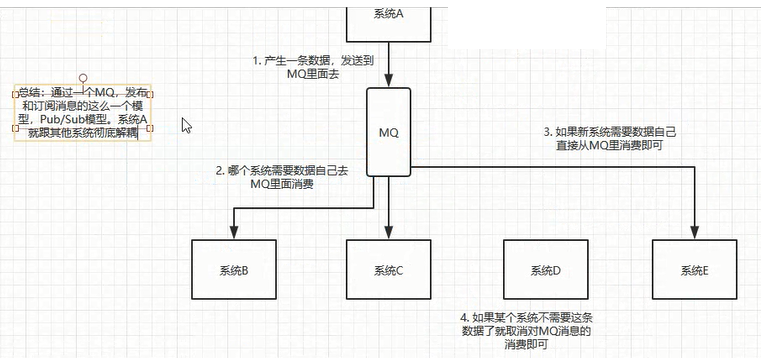 系统A
1. 产生一条数据，发送到
MQ里面去
总结：通过一个MQ，发布
和订阅消息的这么一个模
型，Pub/Sub模型。系统A
就跟其他系统彻底解耦
MQ
3. 如果新系统需要数据自己
直接从MQ里消费即可
2. 哪个系统需要数据自己去
MQ里面消费
系统B
系统C
系统D
系统E
4. 如果某个系统不需要这条
数据了就取消对MQ消息的
消费即可